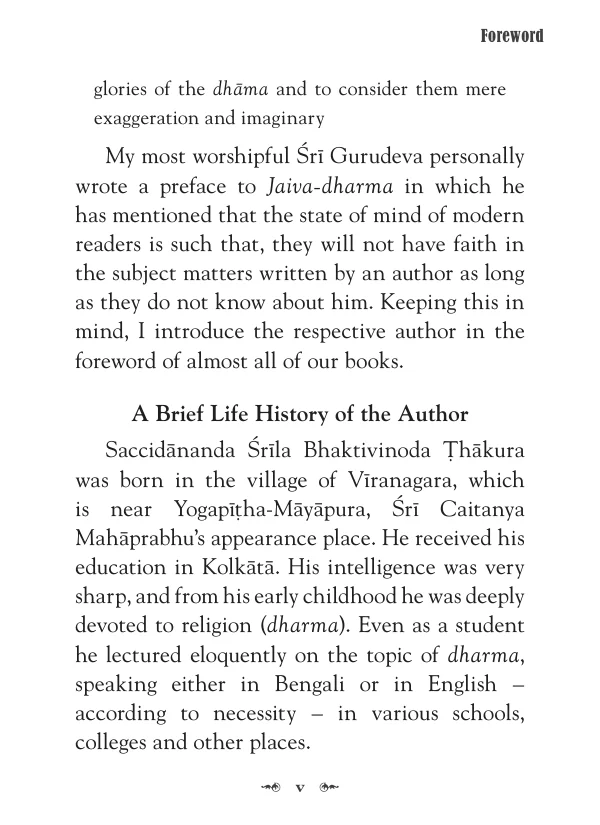 Foreword
glories of the dhāma and to consider them mere
exaggeration and imaginary
My most worshipful Śrī Gurudeva personally
wrote a preface to Jaiva-dharma in which he
has mentioned that the state of mind of modern
readers is such that, they will not have faith in
the subject matters written by an author as long
as they do not know about him. Keeping this in
mind, I introduce the respective author in the
foreword of almost all of our books.
A Brief Life History of the Author
Saccidānanda Śrīla Bhaktivinoda Ṭhākura
was born in the village of Vīranagara, which
is near Yogapīṭha-Māyāpura, Śrī Caitanya
Mahāprabhu’s appearance place. He received his
education in Kolkātā. His intelligence was very
sharp, and from his early childhood he was deeply
devoted to religion (dharma). Even as a student
he lectured eloquently on the topic of dharma,
speaking either in Bengali or in English –
according to necessity – in various schools,
colleges and other places.
v